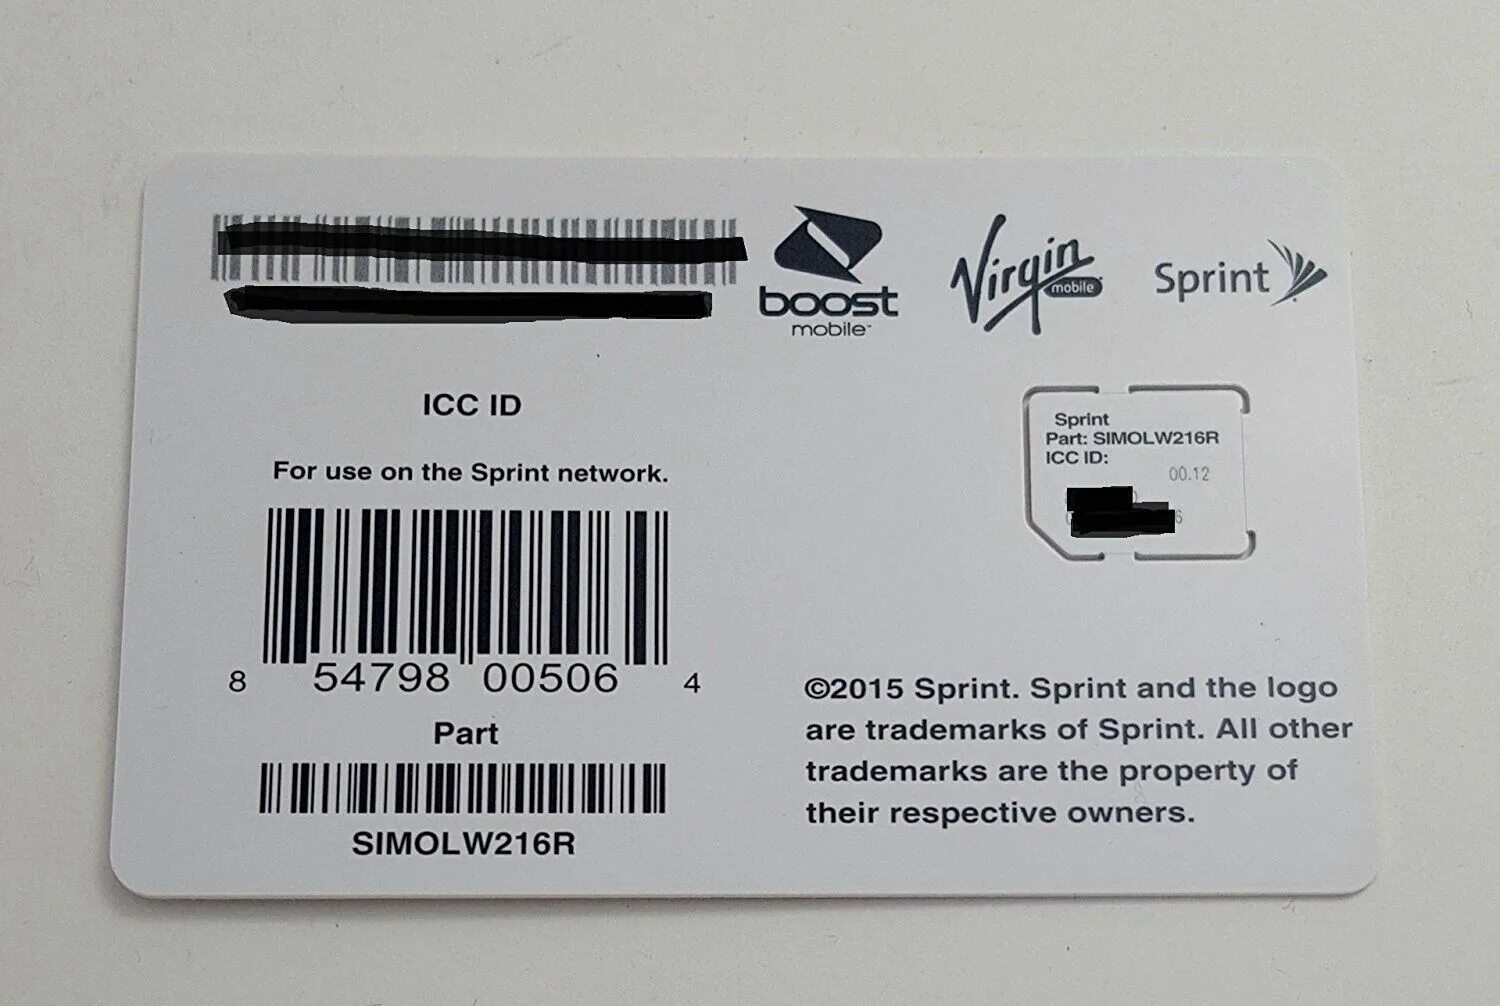 boost
mobile
Virgin
mobile
Sprint
ICC ID
For use on the Sprint network.
8 54798 00506 4
Part
SIMOLW216R
Sprint
Part: SIMOLW216R
ICC ID:
00.12
6
©2015 Sprint. Sprint and the logo
are trademarks of Sprint. All other
trademarks are the property of
their respective owners.